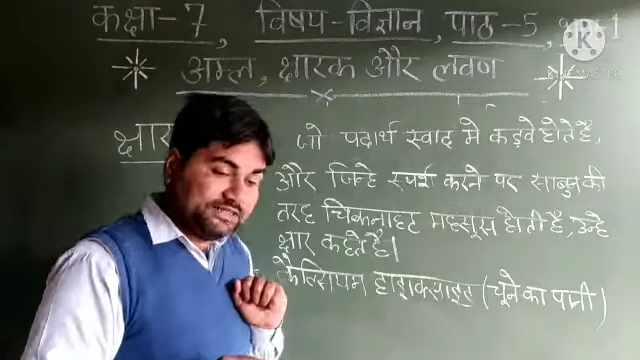 कक्षा-7, विषय-विज्ञान, पाठ-5, 1
अम्ल, क्षारक और लवण
क्षार जो पदार्थ स्वाद मे कड़वे होते हैं,
और जिन्हे स्पर्श करने पर साबुन की
तरह चिकनाहट महसूस होती है, उन्हे
क्षार कहते हैं।
कैल्सियम हाइड्राक्साइड (चूने का पानी)
KINEMASTER